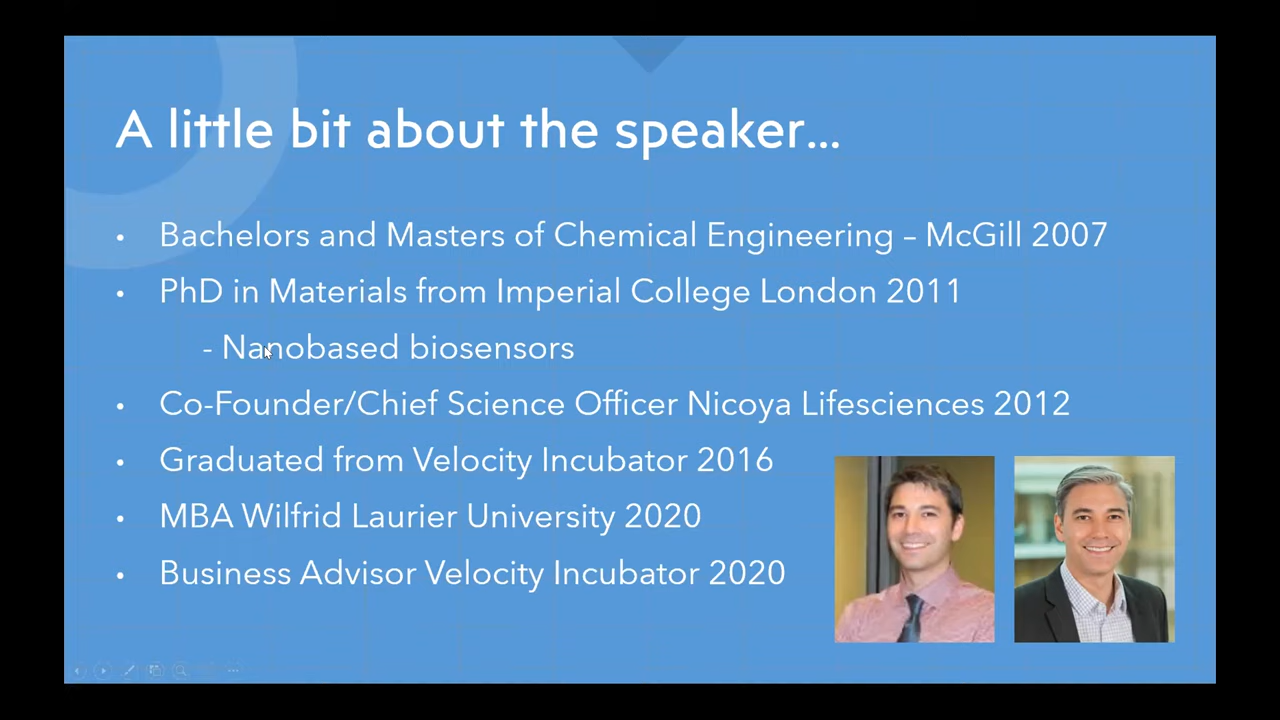 A little bit about the speaker...
• Bachelors and Masters of Chemical Engineering – McGill 2007
• PhD in Materials from Imperial College London 2011
- Nanobased biosensors
• Co-Founder/Chief Science Officer Nicoya Lifesciences 2012
• Graduated from Velocity Incubator 2016
• MBA Wilfrid Laurier University 2020
• Business Advisor Velocity Incubator 2020